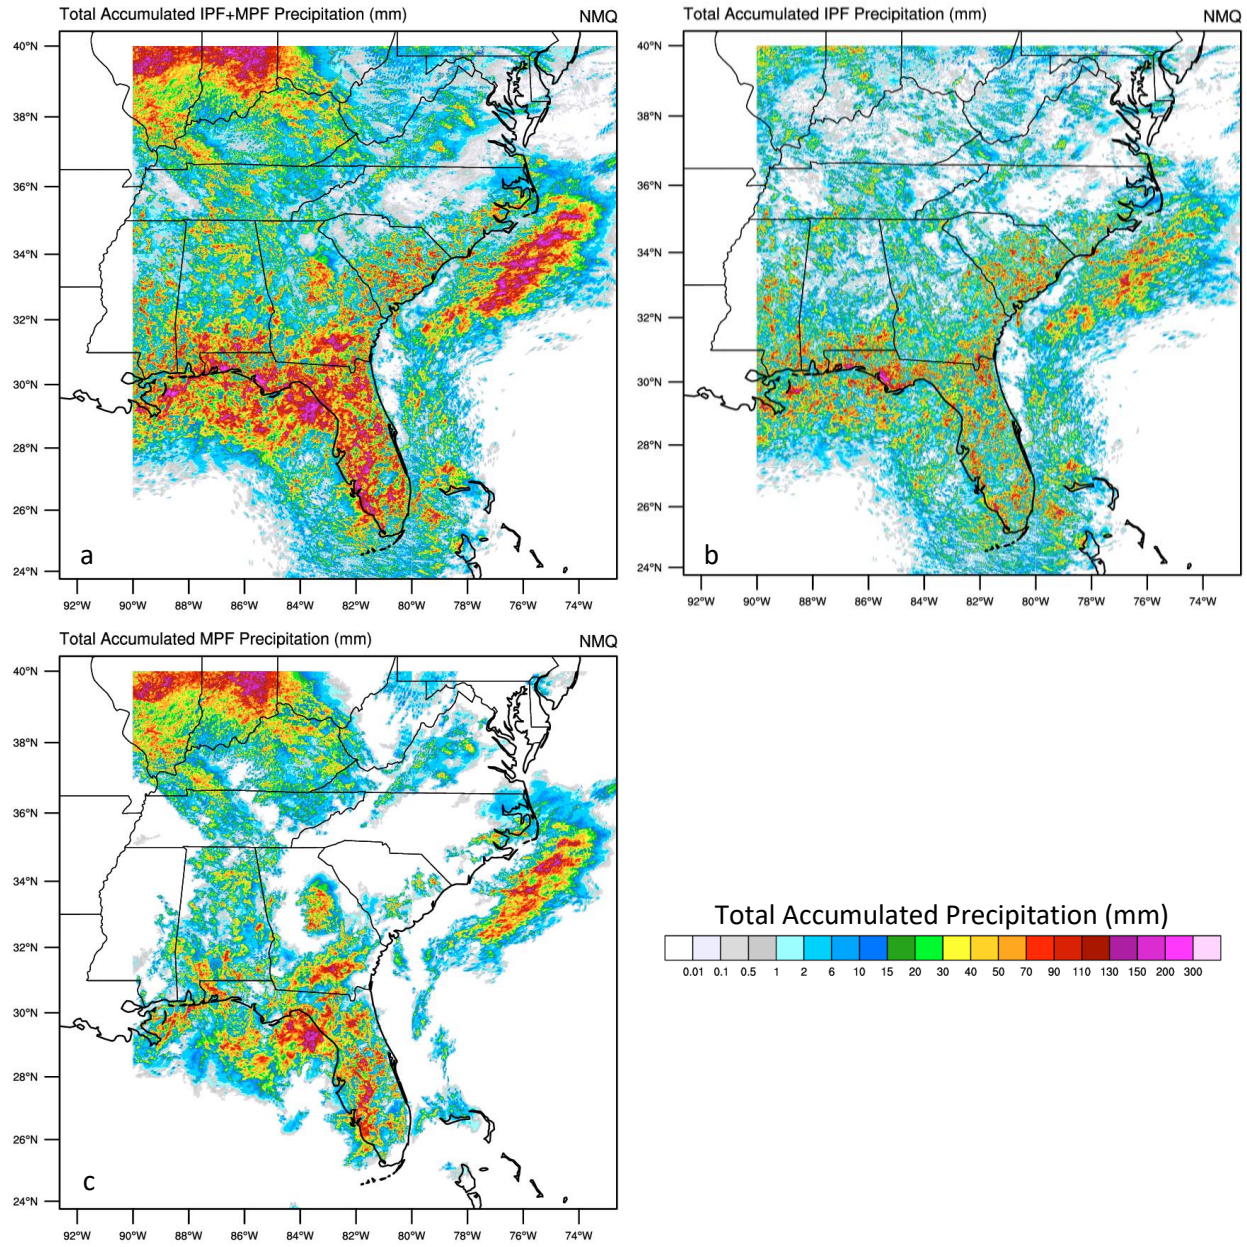 Total Accumulated IPF+MPF Precipitation (mm) NMQ
40°N
38°N
36°N
34°N
32°N
30°N
28°N
26°N
24°N
a
92°W 90°W 88°W 86°W 84°W 82°W 80°W 78°W 76°W 74°W
Total Accumulated IPF Precipitation (mm) NMQ
40°N
38°N
36°N
34°N
32°N
30°N
28°N
26°N
24°N
b
92°W 90°W 88°W 86°W 84°W 82°W 80°W 78°W 76°W 74°W
Total Accumulated MPF Precipitation (mm) NMQ
40°N
38°N
36°N
34°N
32°N
30°N
28°N
26°N
24°N
c
92°W 90°W 88°W 86°W 84°W 82°W 80°W 78°W 76°W 74°W
Total Accumulated Precipitation (mm)
0.01 0.1 0.5 1 2 6 10 15 20 30 40 50 70 90 110 130 150 200 300